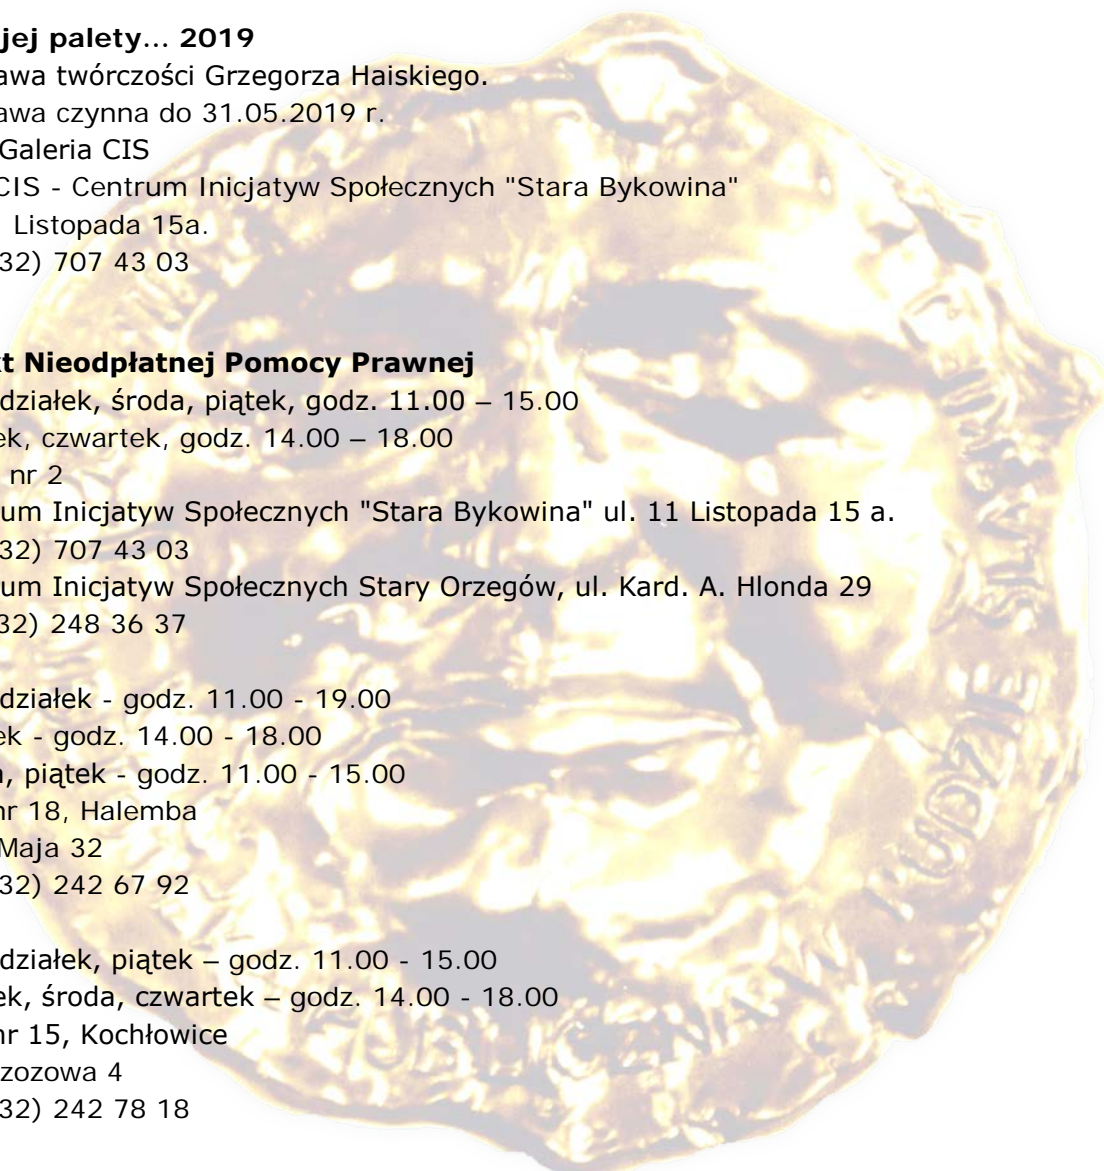 jej palety... 2019
awa twórczości Grzegorza Haiskiego.
awa czynna do 31.05.2019 r.
Galeria CIS
CIS - Centrum Inicjatyw Społecznych "Stara Bykowina"
Listopada 15a.
32) 707 43 03
kt Nieodpłatnej Pomocy Prawnej
działek, środa, piątek, godz. 11.00 – 15.00
ek, czwartek, godz. 14.00 – 18.00
nr 2
um Inicjatyw Społecznych "Stara Bykowina" ul. 11 Listopada 15 a.
32) 707 43 03
um Inicjatyw Społecznych Stary Orzegów, ul. Kard. A. Hlonda 29
32) 248 36 37
działek - godz. 11.00 - 19.00
ek - godz. 14.00 - 18.00
, piątek - godz. 11.00 - 15.00
nr 18, Halemba
Maja 32
32) 242 67 92
działek, piątek – godz. 11.00 - 15.00
ek, środa, czwartek – godz. 14.00 - 18.00
nr 15, Kochłowice
zozowa 4
32) 242 78 18